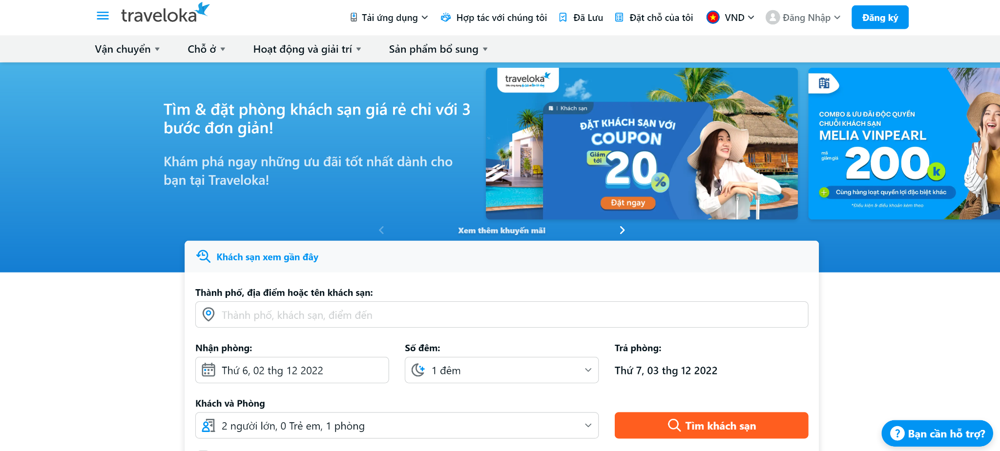 traveloka
Tải ứng dụng
Hợp tác với chúng tôi
Đã Lưu
Đặt chỗ của tôi
VND
Đăng Nhập
Đăng ký
Vận chuyển
Chỗ ở
Hoạt động và giải trí
Sản phẩm bổ sung
Tìm & đặt phòng khách sạn giá rẻ chỉ với 3
bước đơn giản!
Khám phá ngay những ưu đãi tốt nhất dành cho
bạn tại Traveloka!
traveloka
Khách sạn
ĐẶT KHÁCH SẠN VỚI
COUPON
Giảm
tới
20%
Đặt ngay
COMBO & ƯU ĐÃI ĐỘC QUYỀN
CHUỖI KHÁCH SẠN
MELIA VINPEARL
mã
giảm giá
200k
+ Cùng hàng loạt quyền lợi đặc biệt khác
*Điều kiện & điều khoản kèm theo
Xem thêm khuyến mãi
Khách sạn xem gần đây
Thành phố, địa điểm hoặc tên khách sạn:
Thành phố, khách sạn, điểm đến
Nhận phòng:
Số đêm:
Trả phòng:
Thứ 6, 02 thg 12 2022
1 đêm
Thứ 7, 03 thg 12 2022
Khách và Phòng
2 người lớn, 0 Trẻ em, 1 phòng
Tìm khách sạn
? Bạn cần hỗ trợ?